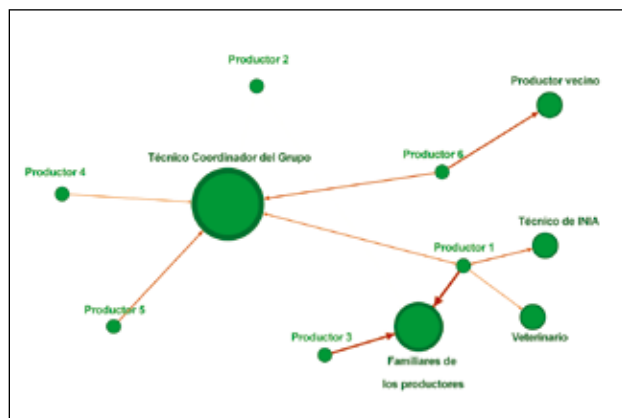 Productor 2
Productor vecino
Técnico Coordinador del Grupo
Productor 6
Productor 4
Técnico de INIA
Productor 1
Productor 5
Productor 3
Veterinario
Familiares de
los productores